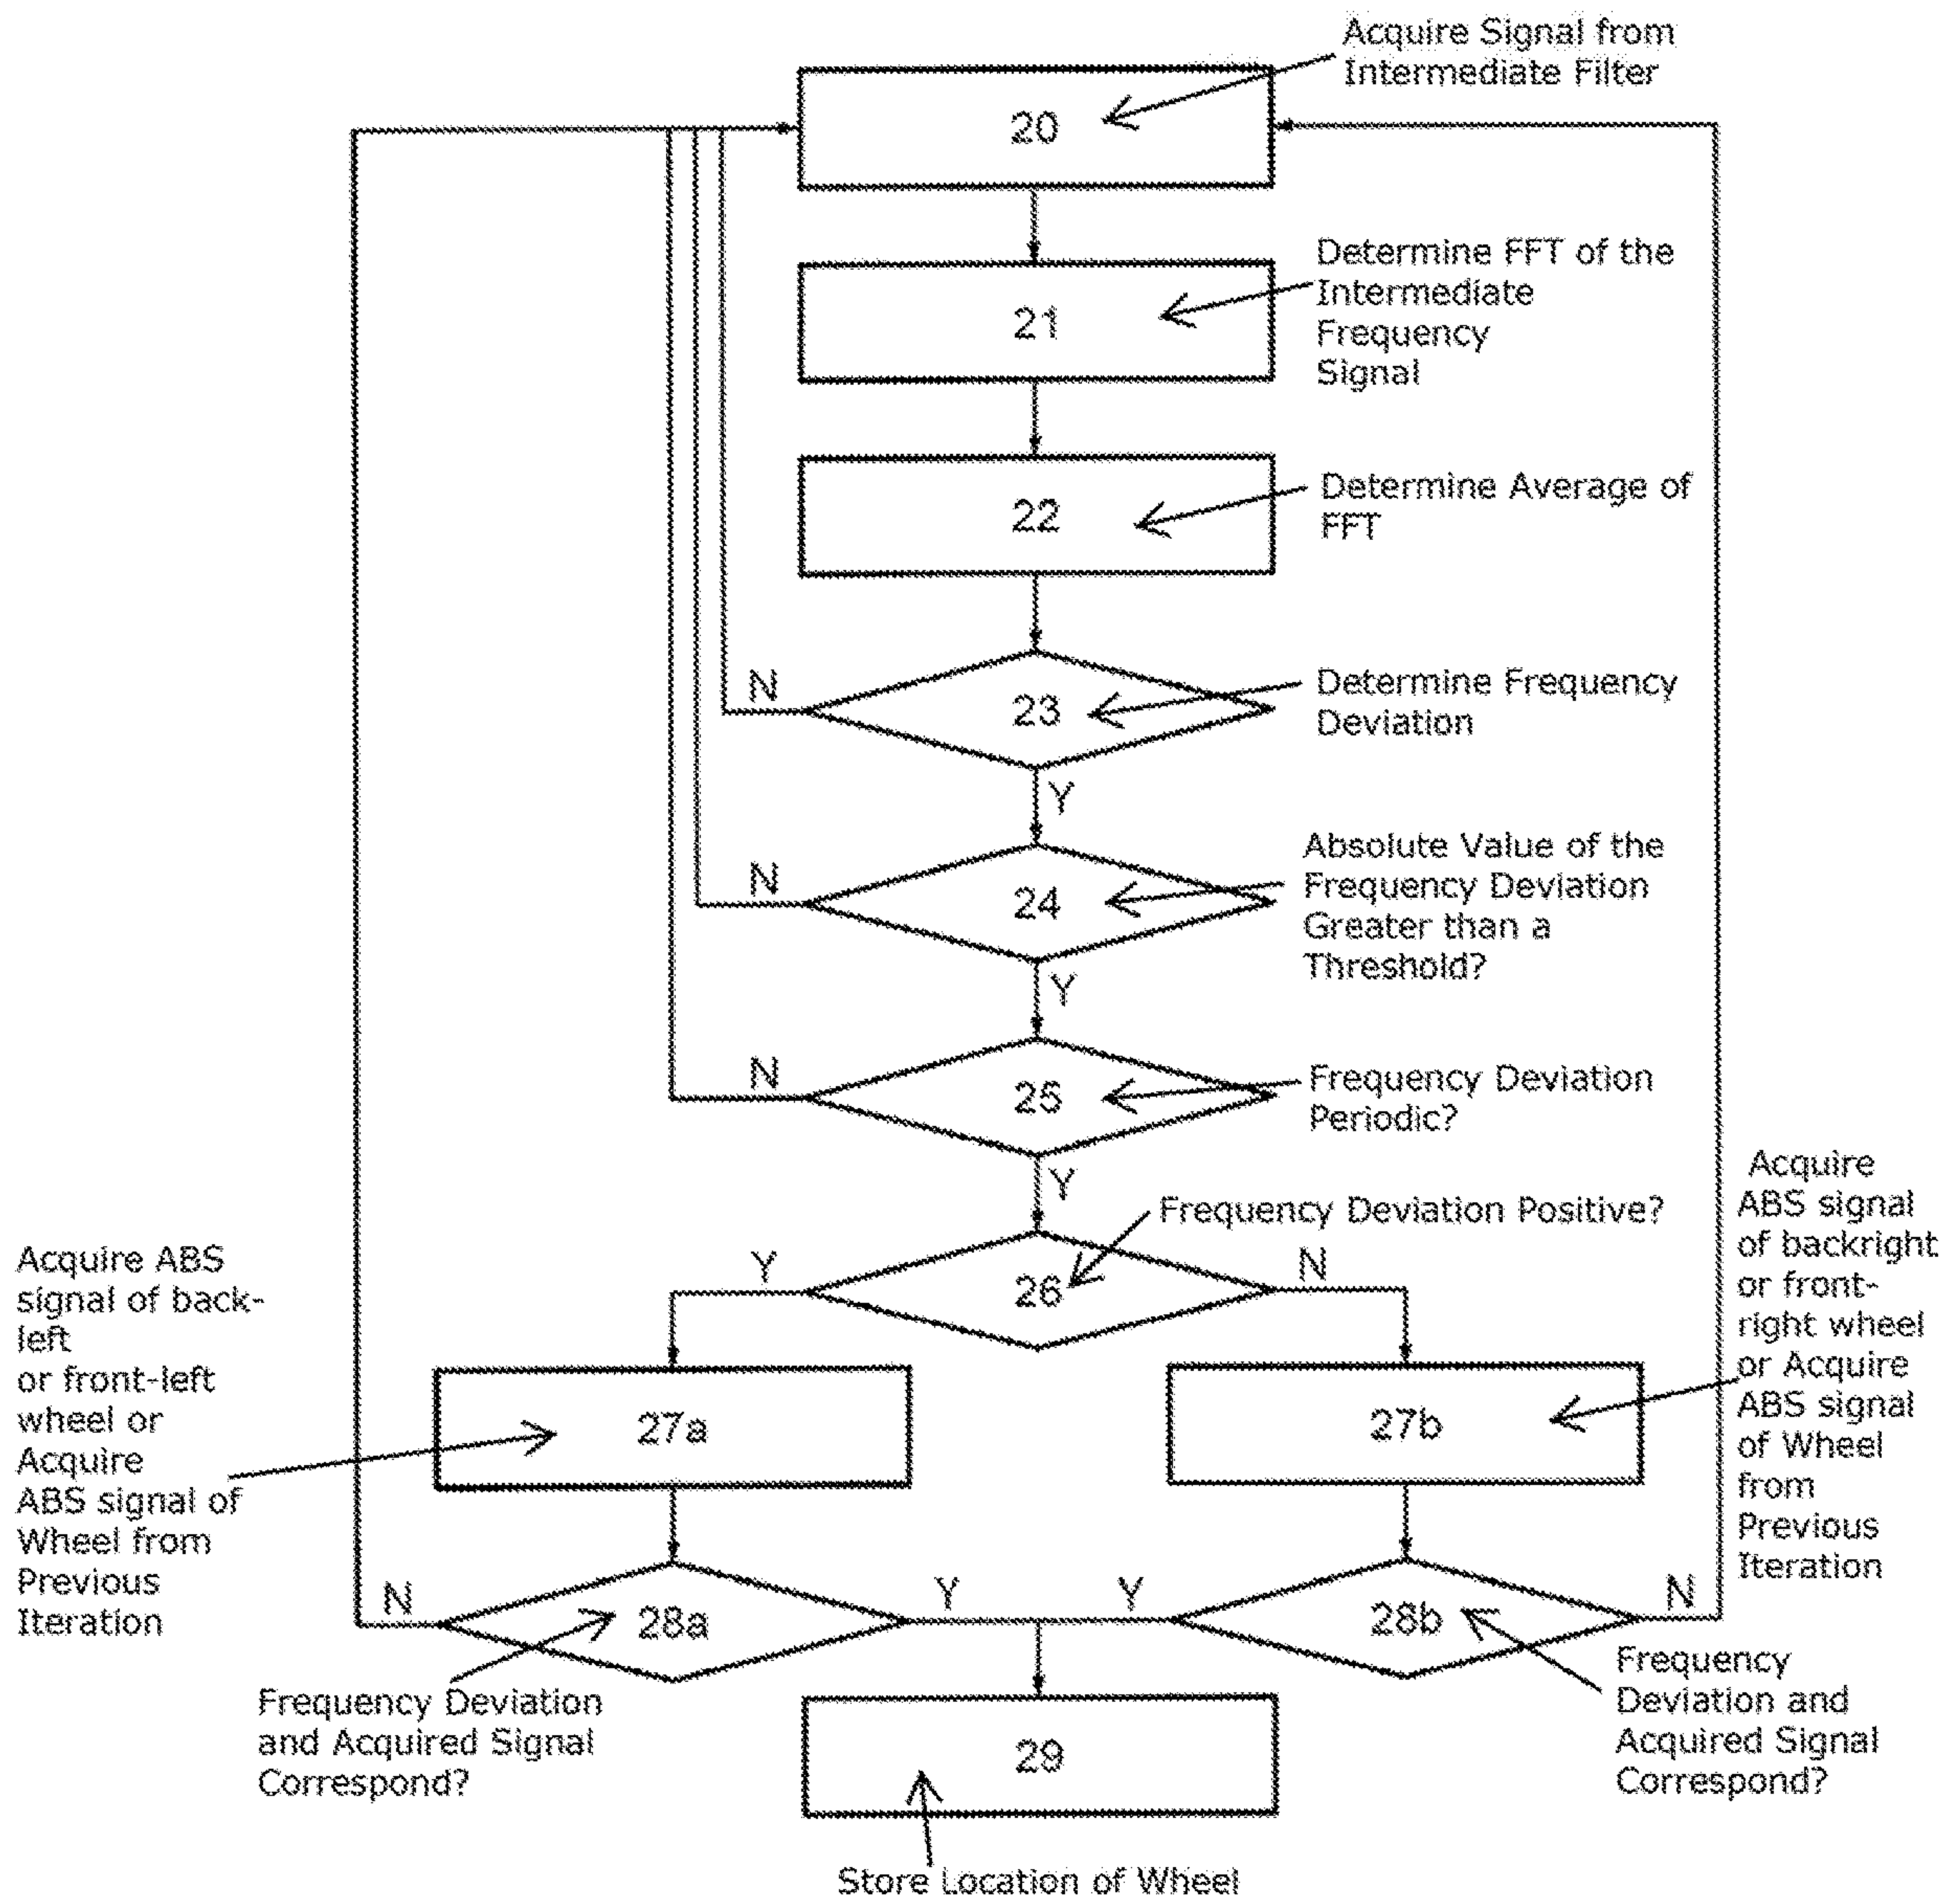 Acquire Signal from
Intermediate Filter
20
Determine FFT of the
Intermediate
Frequency
Signal
21
Determine Average of
FFT
22
N
23
Determine Frequency
Deviation
Y
Absolute Value of the
Frequency Deviation
Greater than a
Threshold?
N
24
Y
N
25
Frequency Deviation
Periodic?
Y
Frequency Deviation Positive?
Y
26
N
Acquire ABS
signal of back-
left
or front-left
wheel or
Acquire
ABS signal of
Wheel from
Previous
Iteration
27a
27b
Acquire
ABS signal
of backright
or front-
right wheel
or Acquire
ABS signal
of Wheel
from
Previous
Iteration
N
28a
Y
Y
28b
N
Frequency Deviation
and Acquired Signal
Correspond?
Frequency
Deviation and
Acquired Signal
Correspond?
29
Store Location of Wheel